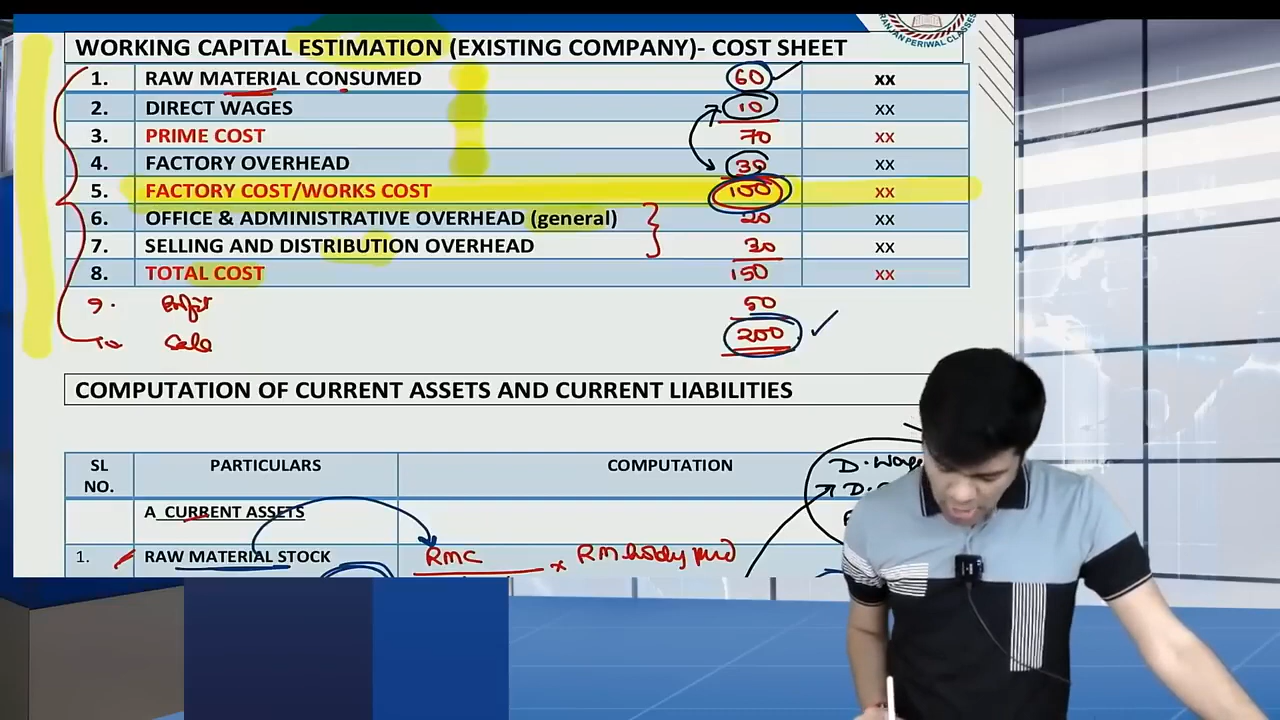 RANJAN PERIWAL CLASSES
WORKING CAPITAL ESTIMATION (EXISTING COMPANY)- COST SHEET
1. RAW MATERIAL CONSUMED 60 xx
2. DIRECT WAGES 10 xx
3. PRIME COST 70 xx
4. FACTORY OVERHEAD 30 xx
5. FACTORY COST/WORKS COST 100 xx
6. OFFICE & ADMINISTRATIVE OVERHEAD (general) 20 xx
7. SELLING AND DISTRIBUTION OVERHEAD 30 xx
8. TOTAL COST 150 xx
9. Profit 50
10 Sale 200
COMPUTATION OF CURRENT ASSETS AND CURRENT LIABILITIES
SL NO. PARTICULARS COMPUTATION
D. Wag
D.
A CURRENT ASSETS
1. RAW MATERIAL STOCK RMC x RM